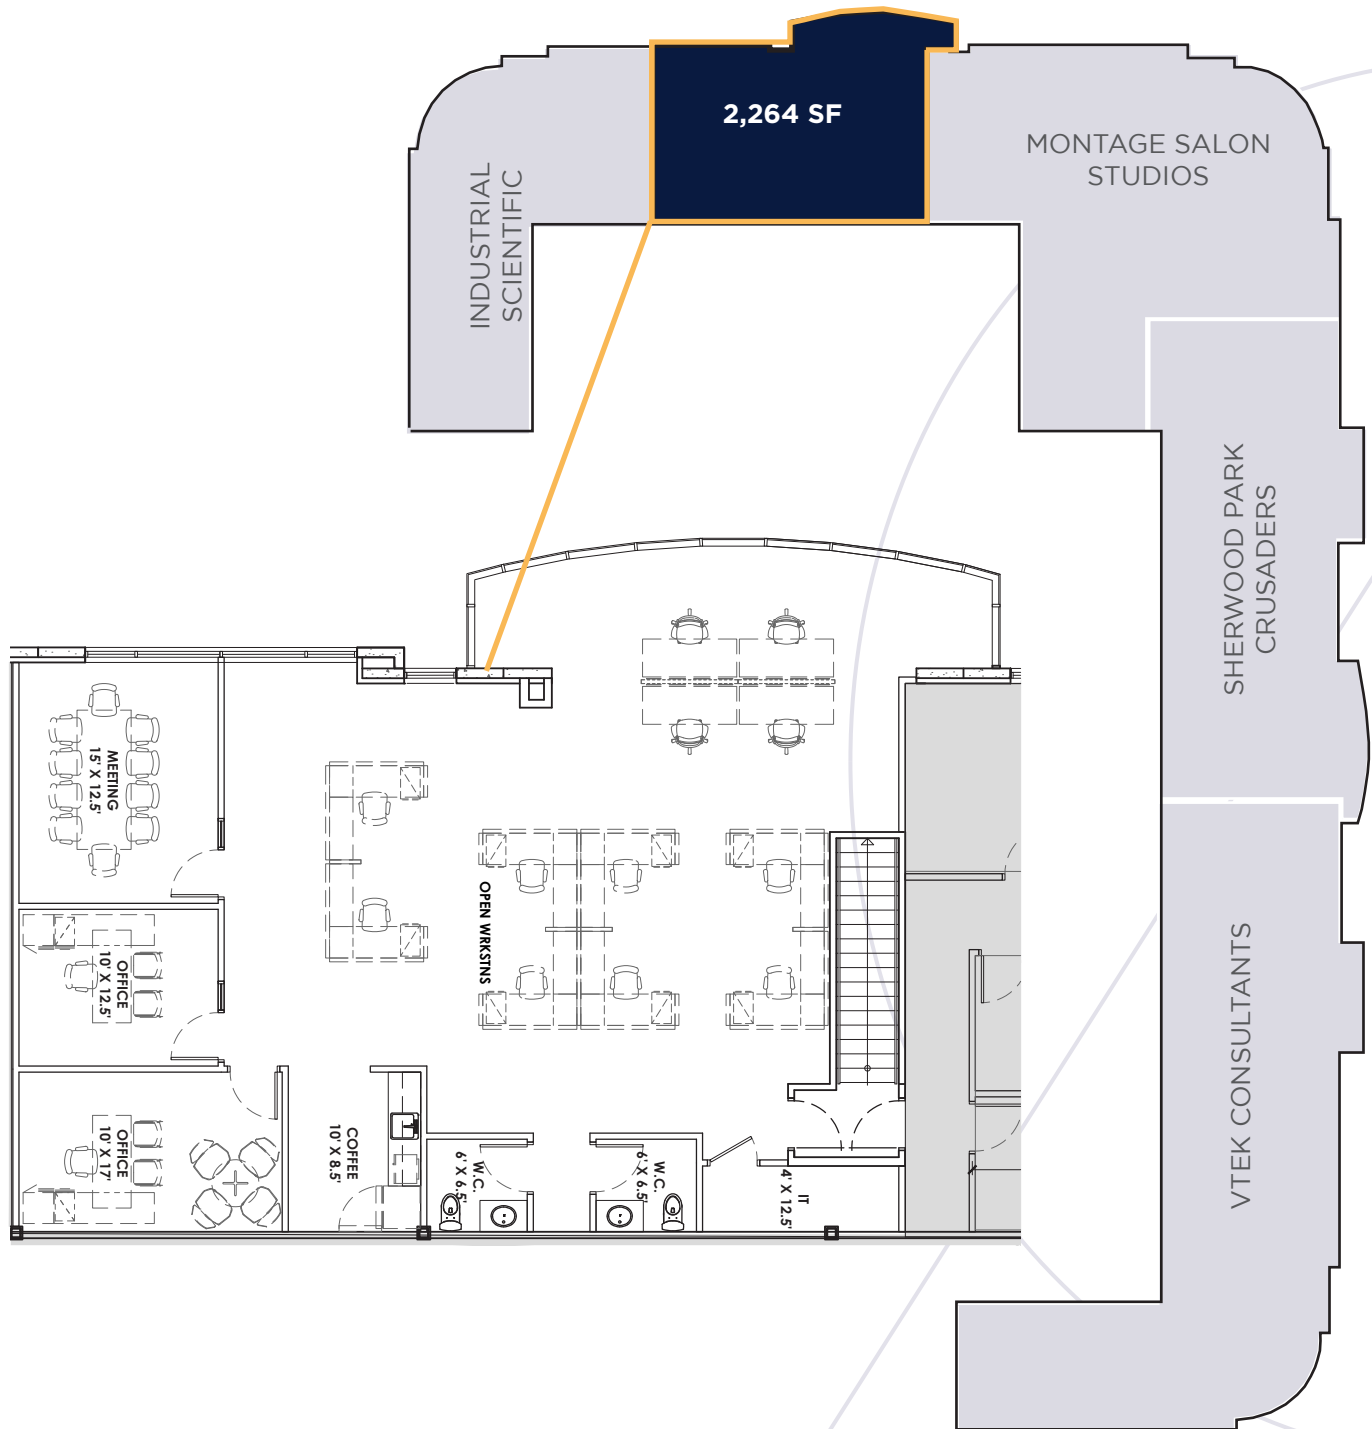 2,264 SF
MONTAGE SALON
STUDIOS
INDUSTRIAL
SCIENTIFIC
SHERWOOD PARK
CRUSADERS
VTEK CONSULTANTS
MEETING
15' X 12.5'
OPEN WRKSTNS
OFFICE
10' X 12.5'
OFFICE
10' X 17'
COFFEE
10' X 8.5'
W.C.
6' X 6.5'
W.C.
6' X 6.5'
IT
4' X 12.5'